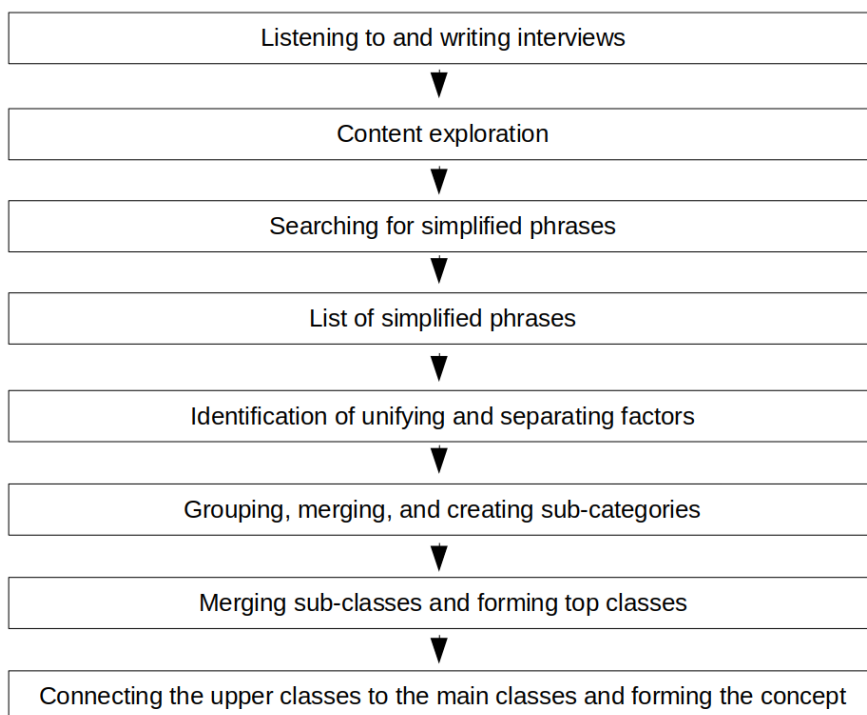 Listening to and writing interviews
Content exploration
Searching for simplified phrases
List of simplified phrases
Identification of unifying and separating factors
Grouping, merging, and creating sub-categories
Merging sub-classes and forming top classes
Connecting the upper classes to the main classes and forming the concept